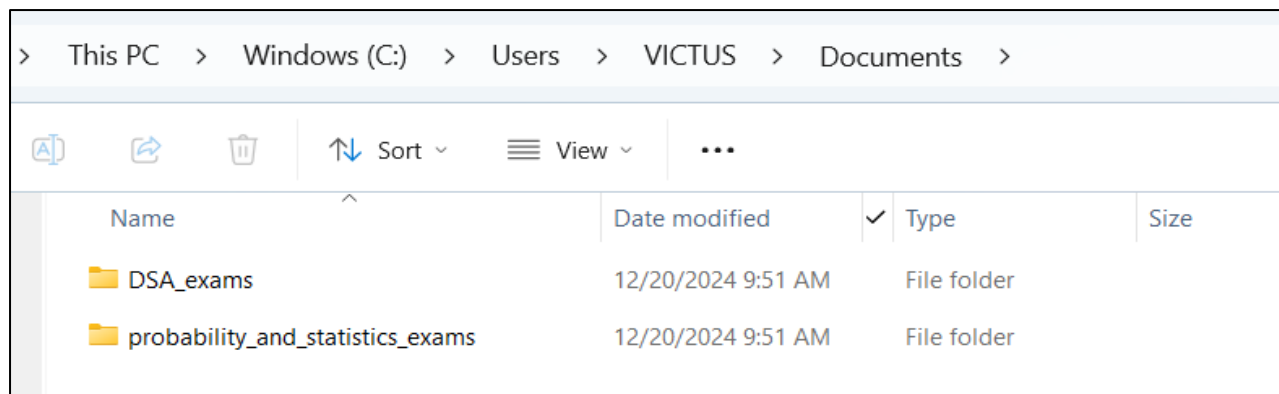 > This PC > Windows (C:) > Users > VICTUS > Documents >
A Sort View ...
Name Date modified Type Size
DSA_exams 12/20/2024 9:51 AM File folder
probability_and_statistics_exams 12/20/2024 9:51 AM File folder